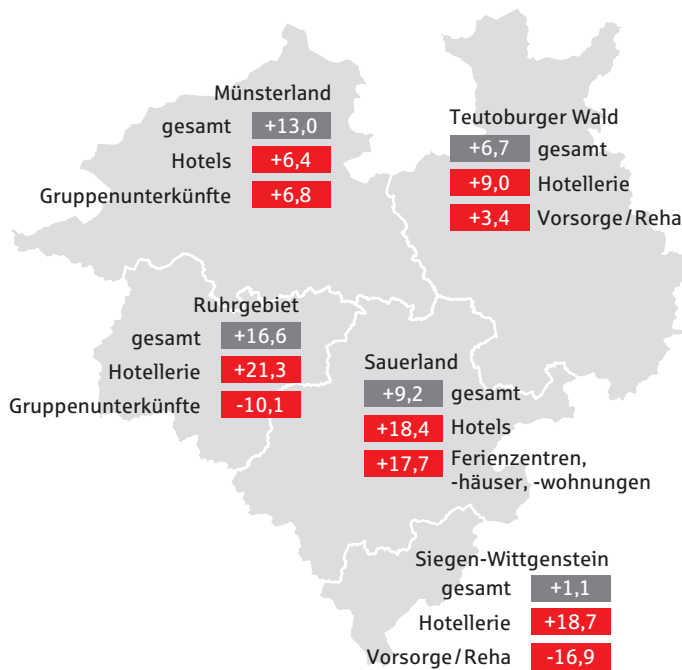 Münsterland
gesamt +13,0
Hotels +6,4
Gruppenunterkünfte +6,8
Teutoburger Wald
+6,7 gesamt
+9,0 Hotellerie
+3,4 Vorsorge/Reha
Ruhrgebiet
gesamt +16,6
Hotellerie +21,3
Gruppenunterkünfte -10,1
Sauerland
+9,2 gesamt
+18,4 Hotels
+17,7 Ferienzentren,
-häuser, -wohnungen
Siegen-Wittgenstein
gesamt +1,1
Hotellerie +18,7
Vorsorge/Reha -16,9